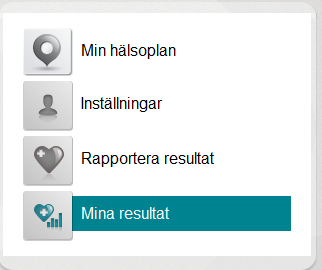 Min hälsoplan
Inställningar
Rapportera resultat
Mina resultat